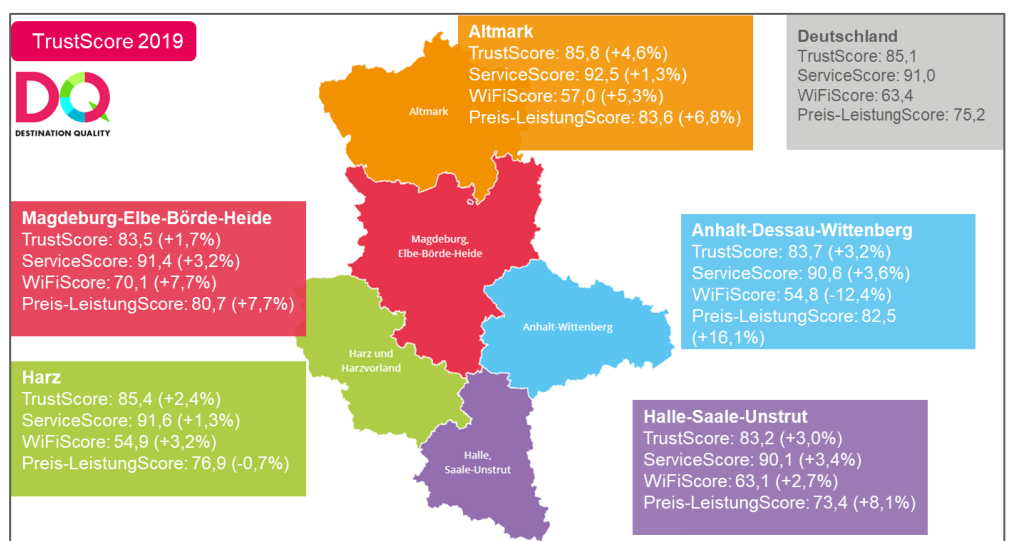 TrustScore 2019
DQ
DESTINATION QUALITY
Altmark
TrustScore: 85,8 (+4,6%)
ServiceScore: 92,5 (+1,3%)
WiFiScore: 57,0 (+5,3%)
Preis-LeistungScore: 83,6 (+6,8%)
Deutschland
TrustScore: 85,1
ServiceScore: 91,0
WiFiScore: 63,4
Preis-LeistungScore: 75,2
Altmark
Magdeburg-Elbe-Börde-Heide
TrustScore: 83,5 (+1,7%)
ServiceScore: 91,4 (+3,2%)
WiFiScore: 70,1 (+7,7%)
Preis-LeistungScore: 80,7 (+7,7%)
Magdeburg,
Elbe-Börde-Heide
Anhalt-Dessau-Wittenberg
TrustScore: 83,7 (+3,2%)
ServiceScore: 90,6 (+3,6%)
WiFiScore: 54,8 (-12,4%)
Preis-LeistungScore: 82,5
(+16,1%)
Anhalt-Wittenberg
Harz und
Harzvorland
Harz
TrustScore: 85,4 (+2,4%)
ServiceScore: 91,6 (+1,3%)
WiFiScore: 54,9 (+3,2%)
Preis-LeistungScore: 76,9 (-0,7%)
Halle,
Saale-Unstrut
Halle-Saale-Unstrut
TrustScore: 83,2 (+3,0%)
ServiceScore: 90,1 (+3,4%)
WiFiScore: 63,1 (+2,7%)
Preis-LeistungScore: 73,4 (+8,1%)